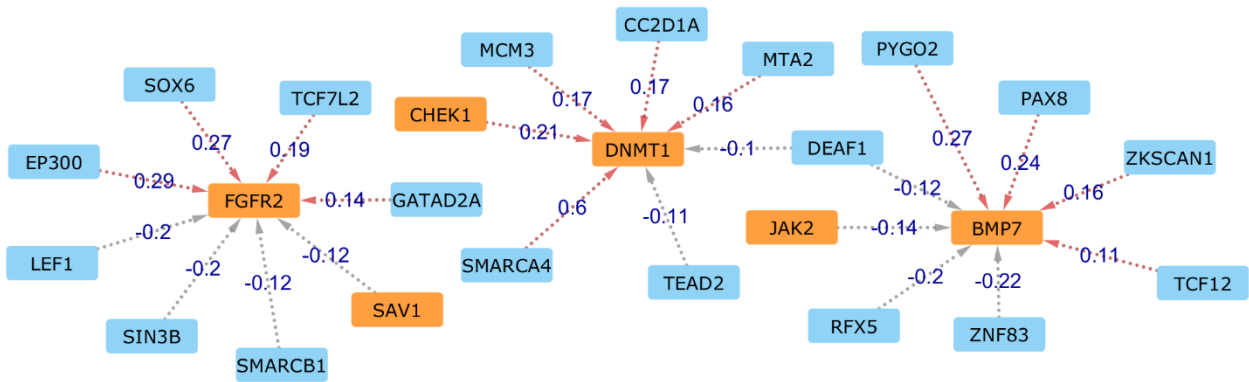 CC2D1A
MCM3
PYGO2
MTA2
SOX6
TCF7L2
PAX8
0.17
0.17
0.16
CHEK1
0.21
0.27
0.19
DNMT1
-0.1
DEAF1
0.27
0.24
ZKSCAN1
EP300
0.29
FGFR2
0.14
GATAD2A
-0.12
0.16
0.6
-0.11
JAK2
-0.14
BMP7
LEF1
-0.2
-0.2
-0.12
-0.12
SMARCA4
TEAD2
-0.2
-0.22
0.11
TCF12
SAV1
SIN3B
SMARCB1
RFX5
ZNF83